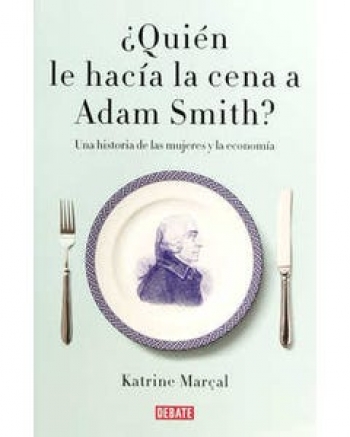 ¿Quién
le hacía la cena a
Adam Smith?
Una historia de las mujeres y la economía
Katrine Marçal
DEBATE